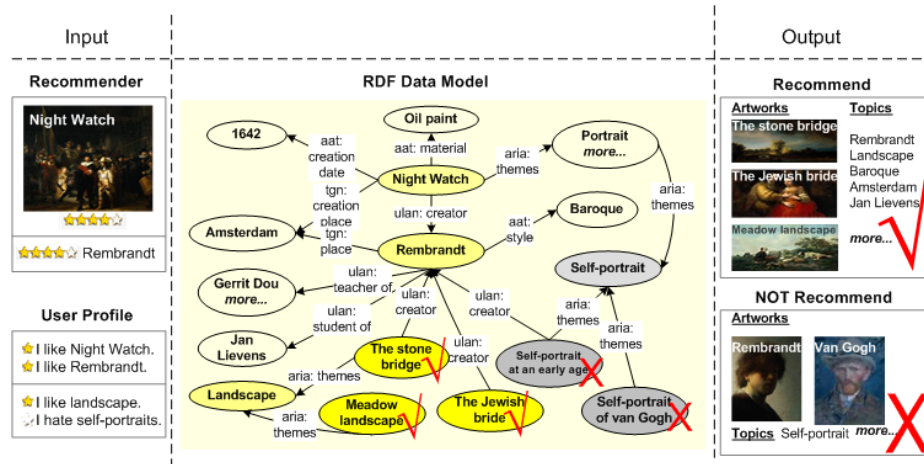 Input
Output
Recommender
Night Watch
Rembrandt
User Profile
I like Night Watch.
I like Rembrandt.
I like landscape.
I hate self-portraits.
RDF Data Model
1642
Oil paint
Portrait
more...
aat:
creation
date
aat: material
aria:
themes
tgn:
creation
place
Night Watch
ulan: creator
Baroque
aria:
themes
Amsterdam
tgn:
place
Rembrandt
aat:
style
Self-portrait
Gerrit Dou
more...
ulan:
teacher of
ulan:
creator
ulan:
creator
aria:
themes
aria:
themes
ulan:
student of
Jan
Lievens
ulan:
creator
The stone
bridge
Self-portrait
at an early age
aria: themes
Landscape
Meadow
landscape
The Jewish
bride
Self-portrait
of van Gogh
aria:
themes
Recommend
Artworks
Topics
The stone bridge
The Jewish bride
Meadow landscape
Rembrandt
Landscape
Baroque
Amsterdam
Jan Lievens
more...
NOT Recommend
Artworks
Rembrandt
Van Gogh
Topics Self-portrait more...